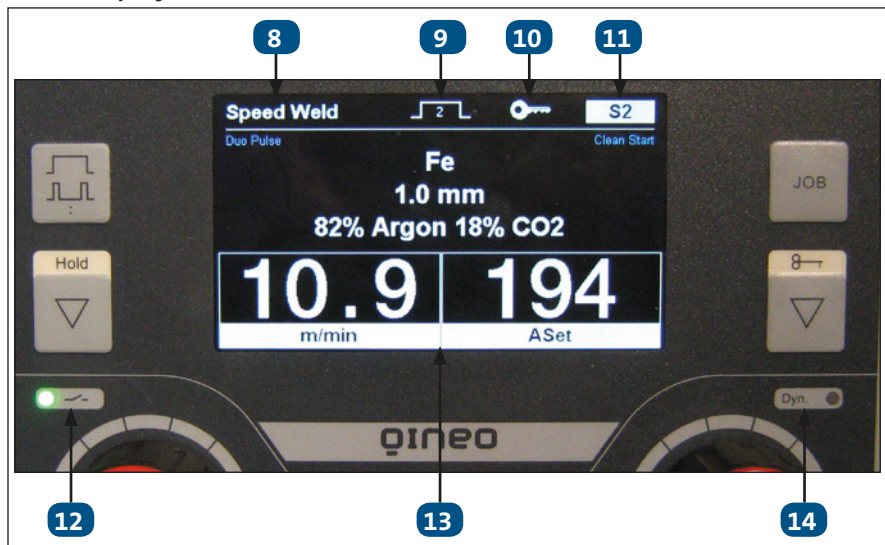 8 9 10 11
Speed Weld 2 S2
Duo Pulse Clean Start
Fe
1.0 mm
82% Argon 18% CO2
JOB
Hold
10.9 194
m/min ASet
Dyn.
QINEO
12 13 14